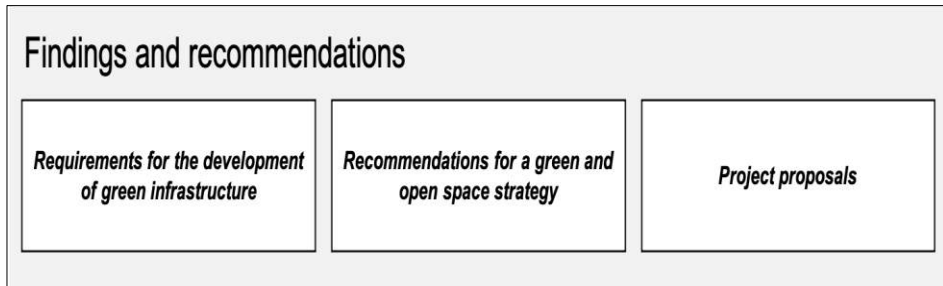 Findings and recommendations
Requirements for the development
of green infrastructure
Recommendations for a green and
open space strategy
Project proposals